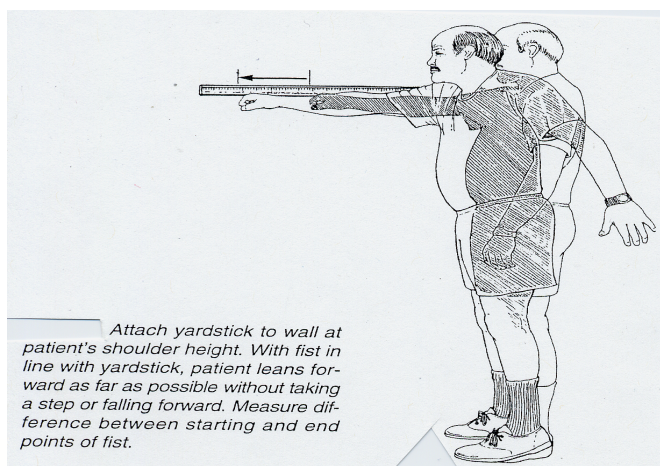 Attach yardstick to wall at
patient's shoulder height. With fist in
line with yardstick, patient leans for-
ward as far as possible without taking
a step or falling forward. Measure dif-
ference between starting and end
points of fist.